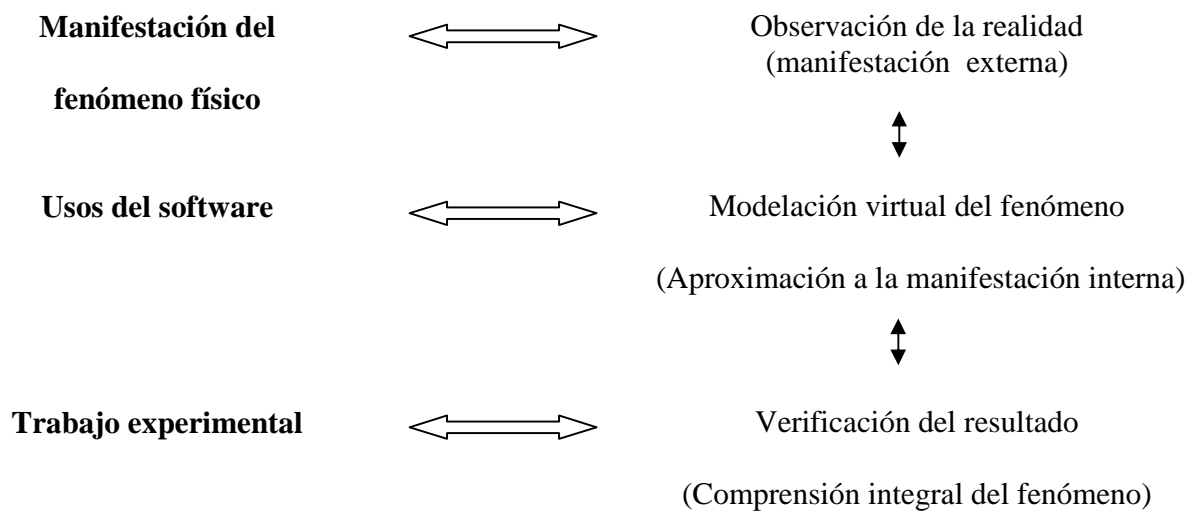 Manifestación del
fenómeno físico
Observación de la realidad
(manifestación externa)
Usos del software
Modelación virtual del fenómeno
(Aproximación a la manifestación interna)
Trabajo experimental
Verificación del resultado
(Comprensión integral del fenómeno)